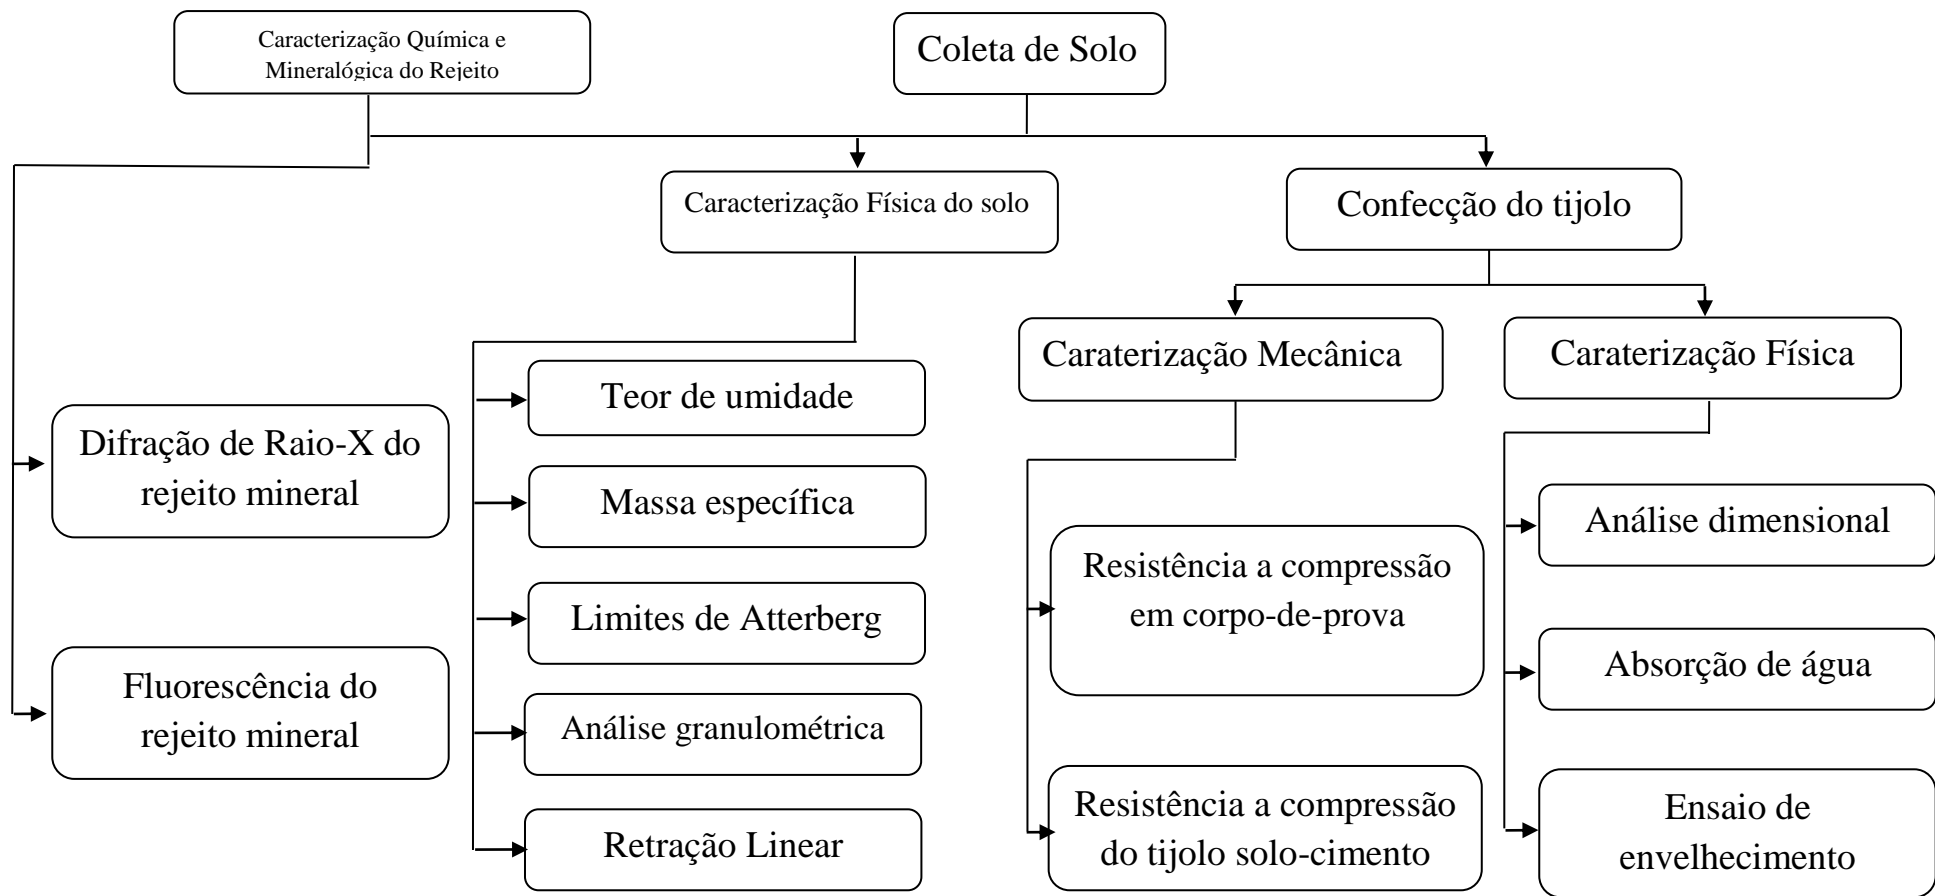 Caracterização Química e
Mineralógica do Rejeito
Coleta de Solo
Caracterização Física do solo
Confecção do tijolo
Caraterização Mecânica
Caraterização Física
Difração de Raio-X do
rejeito mineral
Fluorescência do
rejeito mineral
Teor de umidade
Massa específica
Limites de Atterberg
Análise granulométrica
Retração Linear
Resistência a compressão
em corpo-de-prova
Resistência a compressão
do tijolo solo-cimento
Análise dimensional
Absorção de água
Ensaio de
envelhecimento